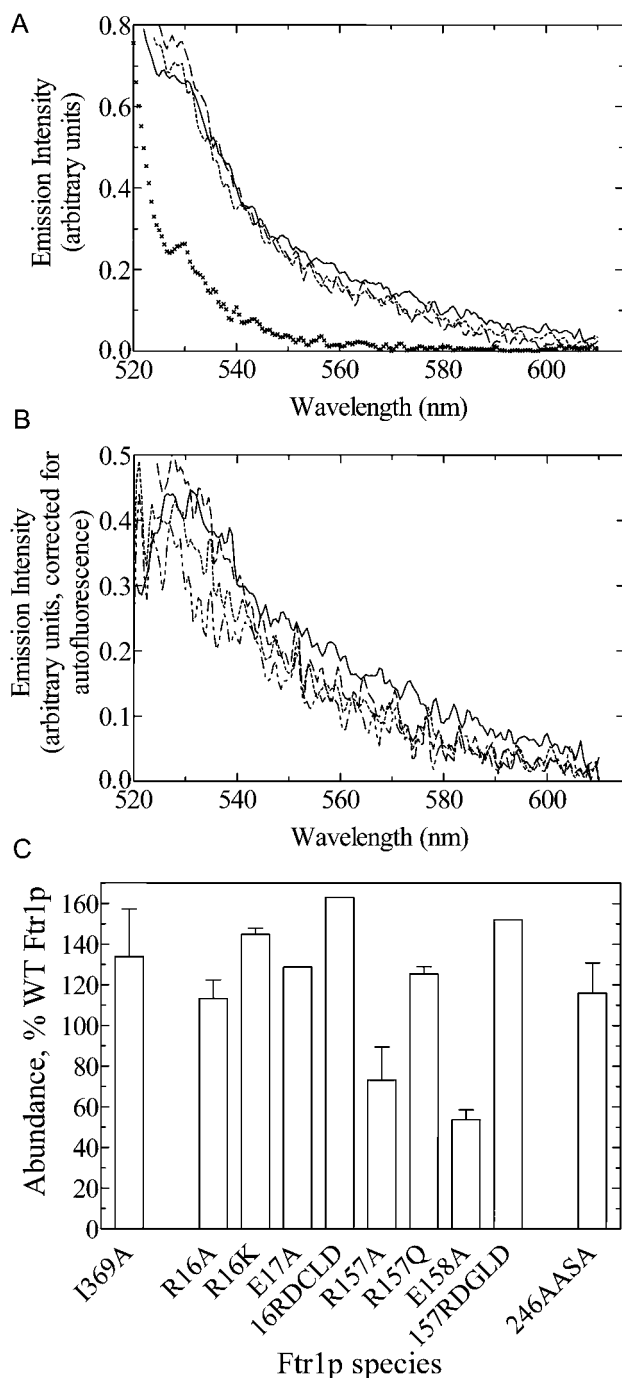 A
Emission Intensity
(arbitrary units)
0.8
0.6
0.4
0.2
0.0
520 540 560 580 600
Wavelength (nm)
B
Emission Intensity
(arbitrary units, corrected for
autofluorescence)
0.5
0.4
0.3
0.2
0.1
0.0
520 540 560 580 600
Wavelength (nm)
C
Abundance, % WT Ftr1p
160
140
120
100
80
60
40
20
0
I369A
R16A
R16K
E17A
16RDCLD
R157A
R157Q
E158A
157RDGLD
246AASA
Ftr1p species